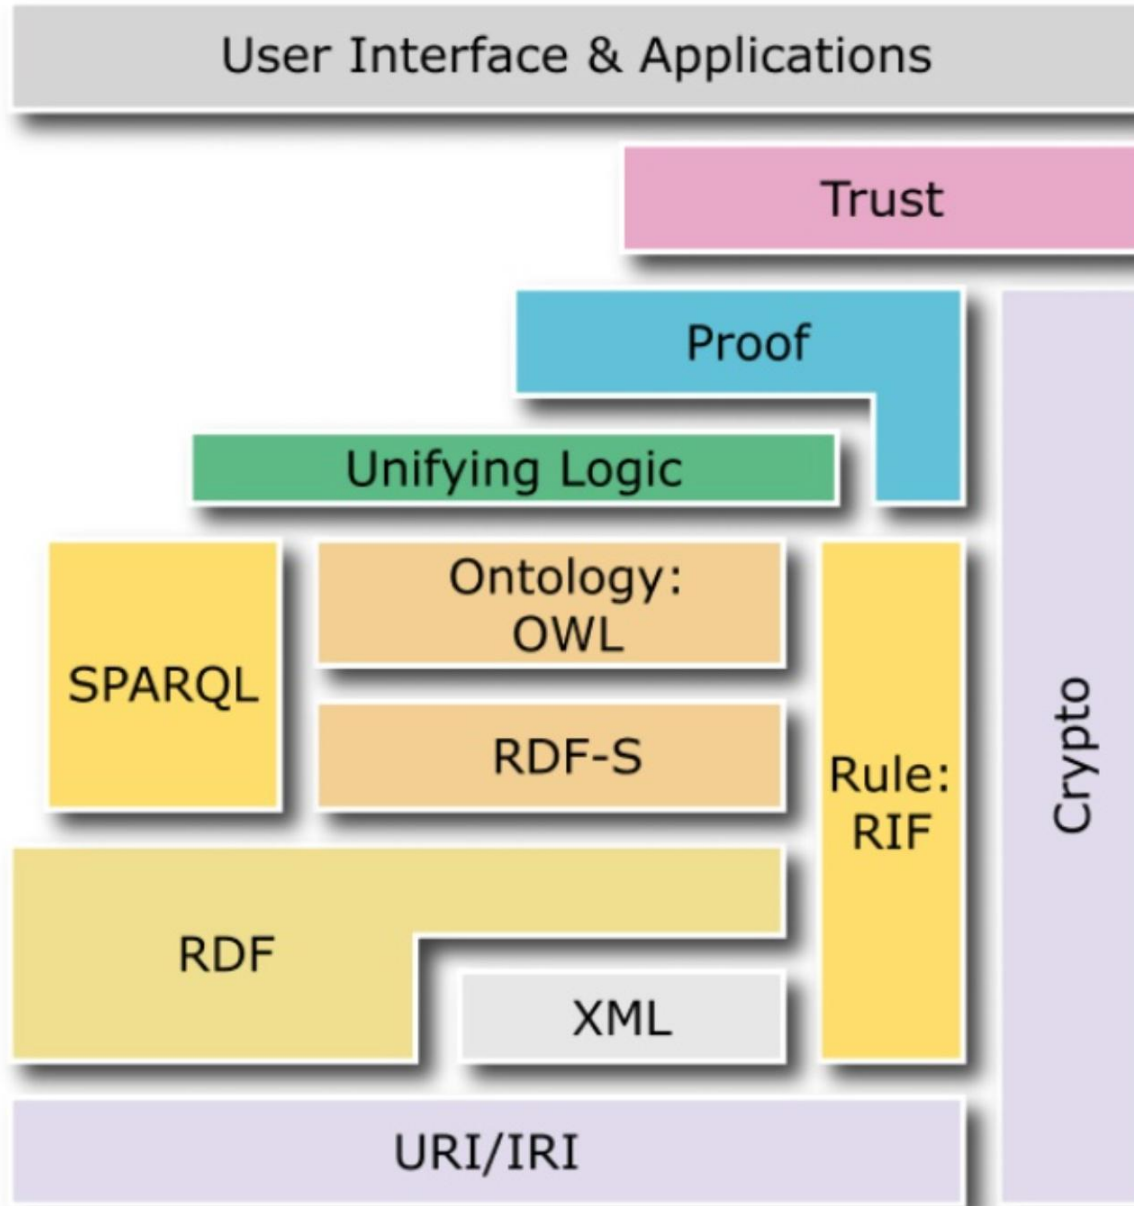 User Interface & Applications
Trust
Proof
Unifying Logic
Ontology:
OWL
SPARQL
RDF-S
Rule:
RIF
Crypto
RDF
XML
URI/IRI